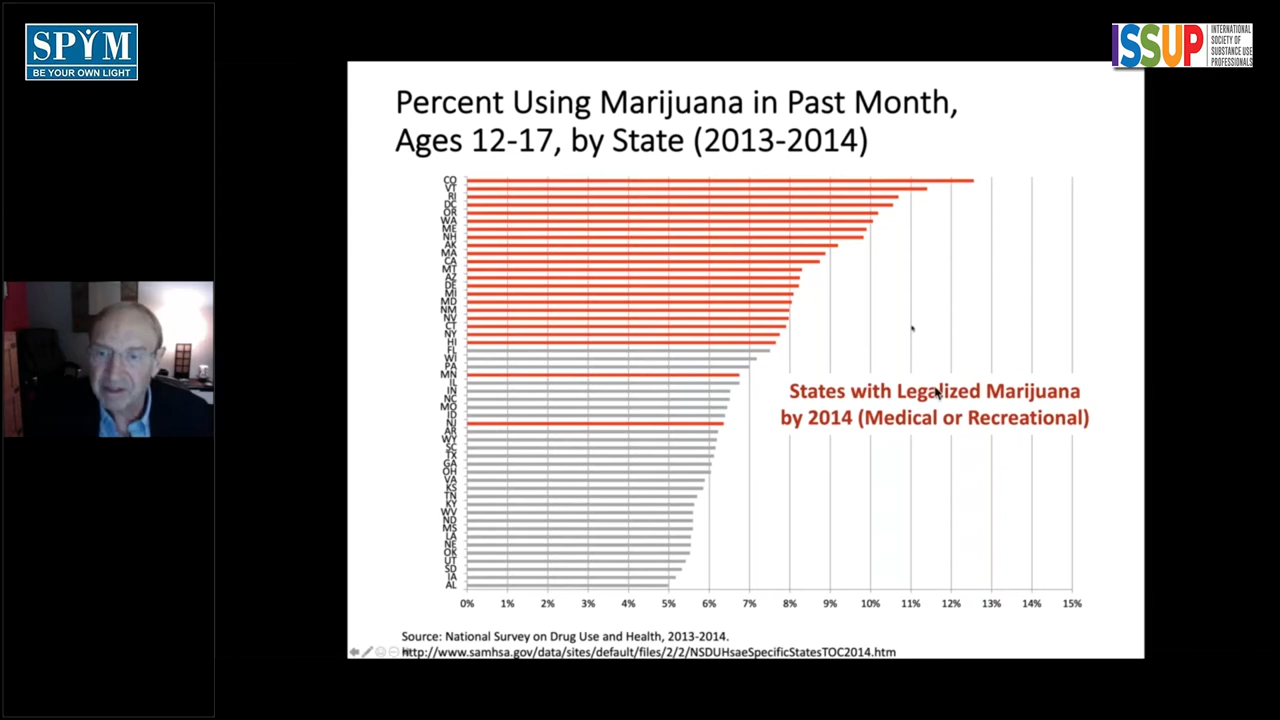 SPYM
BE YOUR OWN LIGHT
ISSUP
INTERNATIONAL
SOCIETY OF
SUBSTANCE USE
PROFESSIONALS
Percent Using Marijuana in Past Month,
Ages 12-17, by State (2013-2014)
CO
VT
RI
DC
OR
WA
ME
NH
AK
MA
CA
MT
AZ
DE
MI
MD
NM
NV
CT
NY
HI
FL
WI
PA
MN
IL
IN
NC
MO
ID
NJ
AR
WY
SC
TX
GA
OH
VA
KS
TN
KY
WV
ND
MS
LA
NE
OK
UT
SD
IA
AL
States with Legalized Marijuana
by 2014 (Medical or Recreational)
0% 1% 2% 3% 4% 5% 6% 7% 8% 9% 10% 11% 12% 13% 14% 15%
Source: National Survey on Drug Use and Health, 2013-2014.
http://www.samhsa.gov/data/sites/default/files/2/2/NSDUHsaeSpecificStatesTOC2014.htm